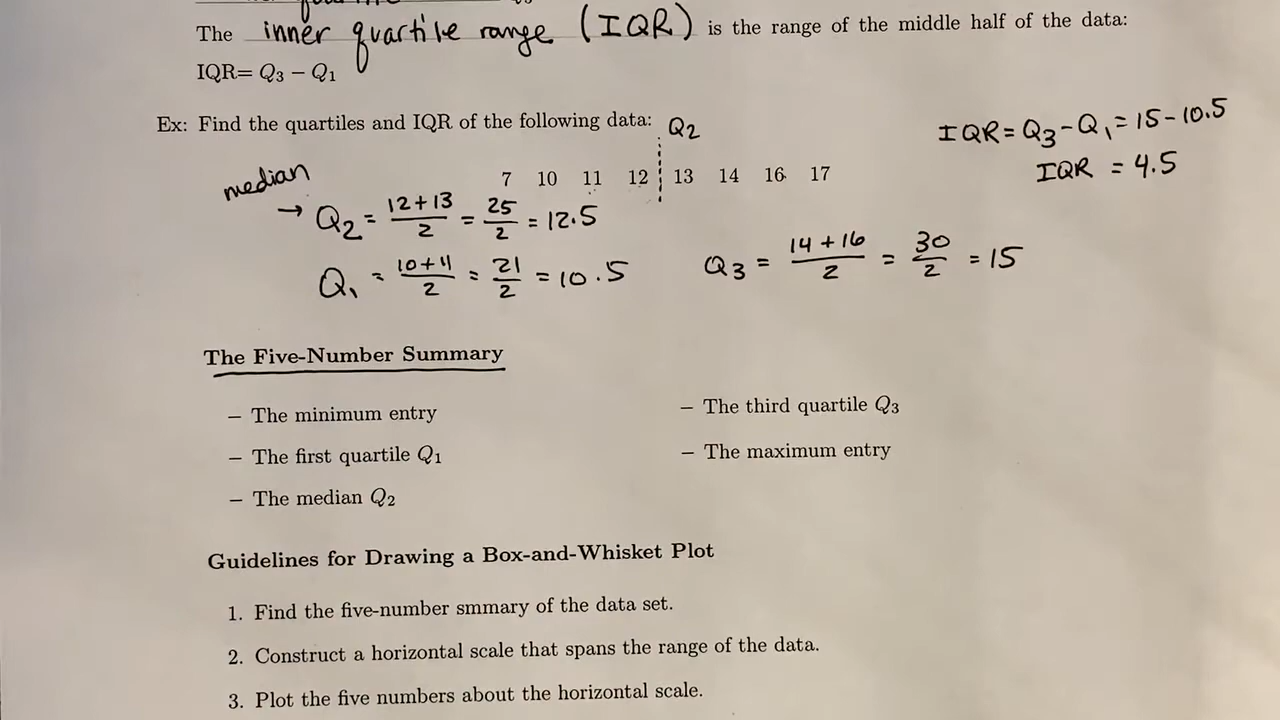 The inner quartile range (IQR) is the range of the middle half of the data:
IQR= Q3 − Q1
Ex: Find the quartiles and IQR of the following data:
Q2
IQR = Q3 - Q1 = 15 - 10.5
IQR = 4.5
7 10 11 12 13 14 16 17
median
→ Q2 = 12+13/2 = 25/2 = 12.5
Q1 = 10+11/2 = 21/2 = 10.5
Q3 = 14+16/2 = 30/2 = 15
The Five-Number Summary
– The minimum entry
– The first quartile Q1
– The median Q2
– The third quartile Q3
– The maximum entry
Guidelines for Drawing a Box-and-Whisket Plot
1. Find the five-number smmary of the data set.
2. Construct a horizontal scale that spans the range of the data.
3. Plot the five numbers about the horizontal scale.